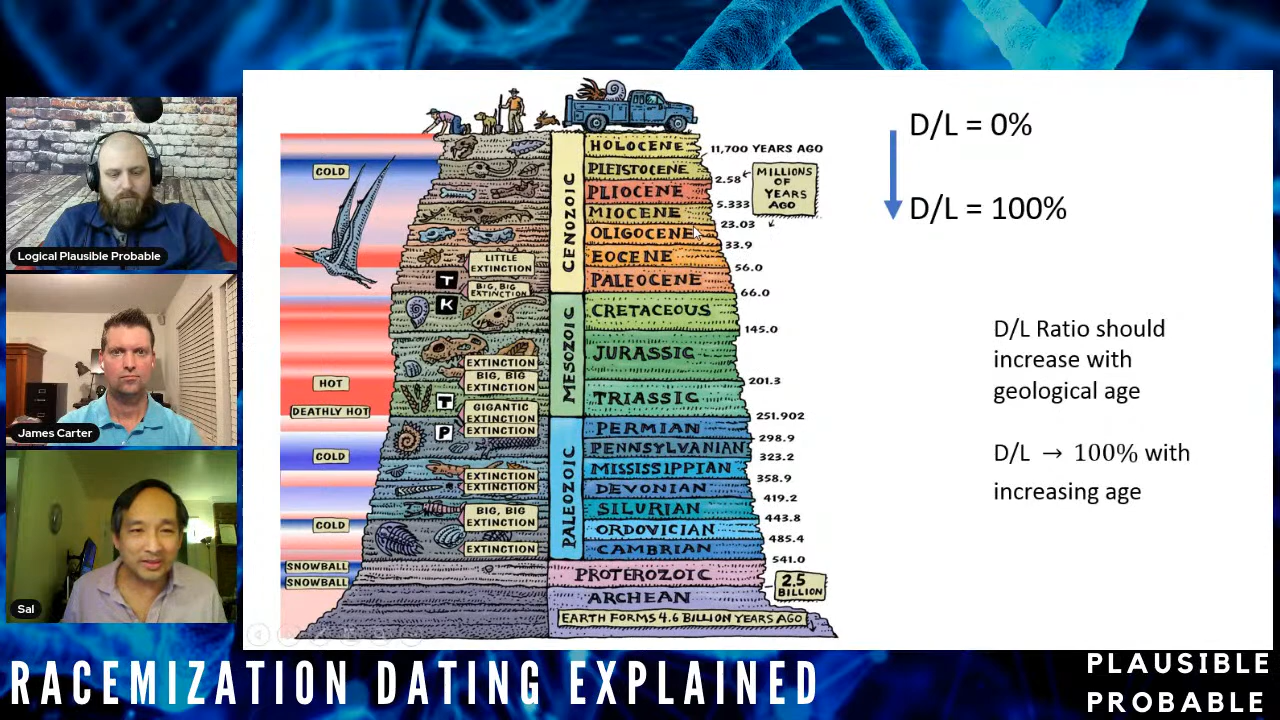 Logical Plausible Probable
James Carter
Sal
COLD
HOT
DEATHLY HOT
COLD
COLD
SNOWBALL
SNOWBALL
LITTLE
EXTINCTION
BIG, BIG
EXTINCTION
EXTINCTION
BIG, BIG
EXTINCTION
GIGANTIC
EXTINCTION
EXTINCTION
EXTINCTION
EXTINCTION
BIG, BIG
EXTINCTION
EXTINCTION
T
K
T
P
CENOZOIC
MESOZOIC
PALEOZOIC
HOLOCENE
PLEISTOCENE
PLIOCENE
MIOCENE
OLIGOCENE
EOCENE
PALEOCENE
CRETACEOUS
JURASSIC
TRIASSIC
PERMIAN
PENNSYLVANIAN
MISSISSIPPIAN
DEVONIAN
SILURIAN
ORDOVICIAN
CAMBRIAN
PROTEROZOIC
ARCHEAN
EARTH FORMS 4.6 BILLION YEARS AGO
11,700 YEARS AGO
MILLIONS
OF
YEARS
AGO
2.58
5.333
23.03
33.9
56.0
66.0
145.0
201.3
251.902
298.9
323.2
358.9
419.2
443.8
485.4
541.0
2.5
BILLION
D/L = 0%
D/L = 100%
D/L Ratio should
increase with
geological age
D/L → 100% with
increasing age
RACEMIZATION DATING EXPLAINED
PLAUSIBLE
PROBABLE